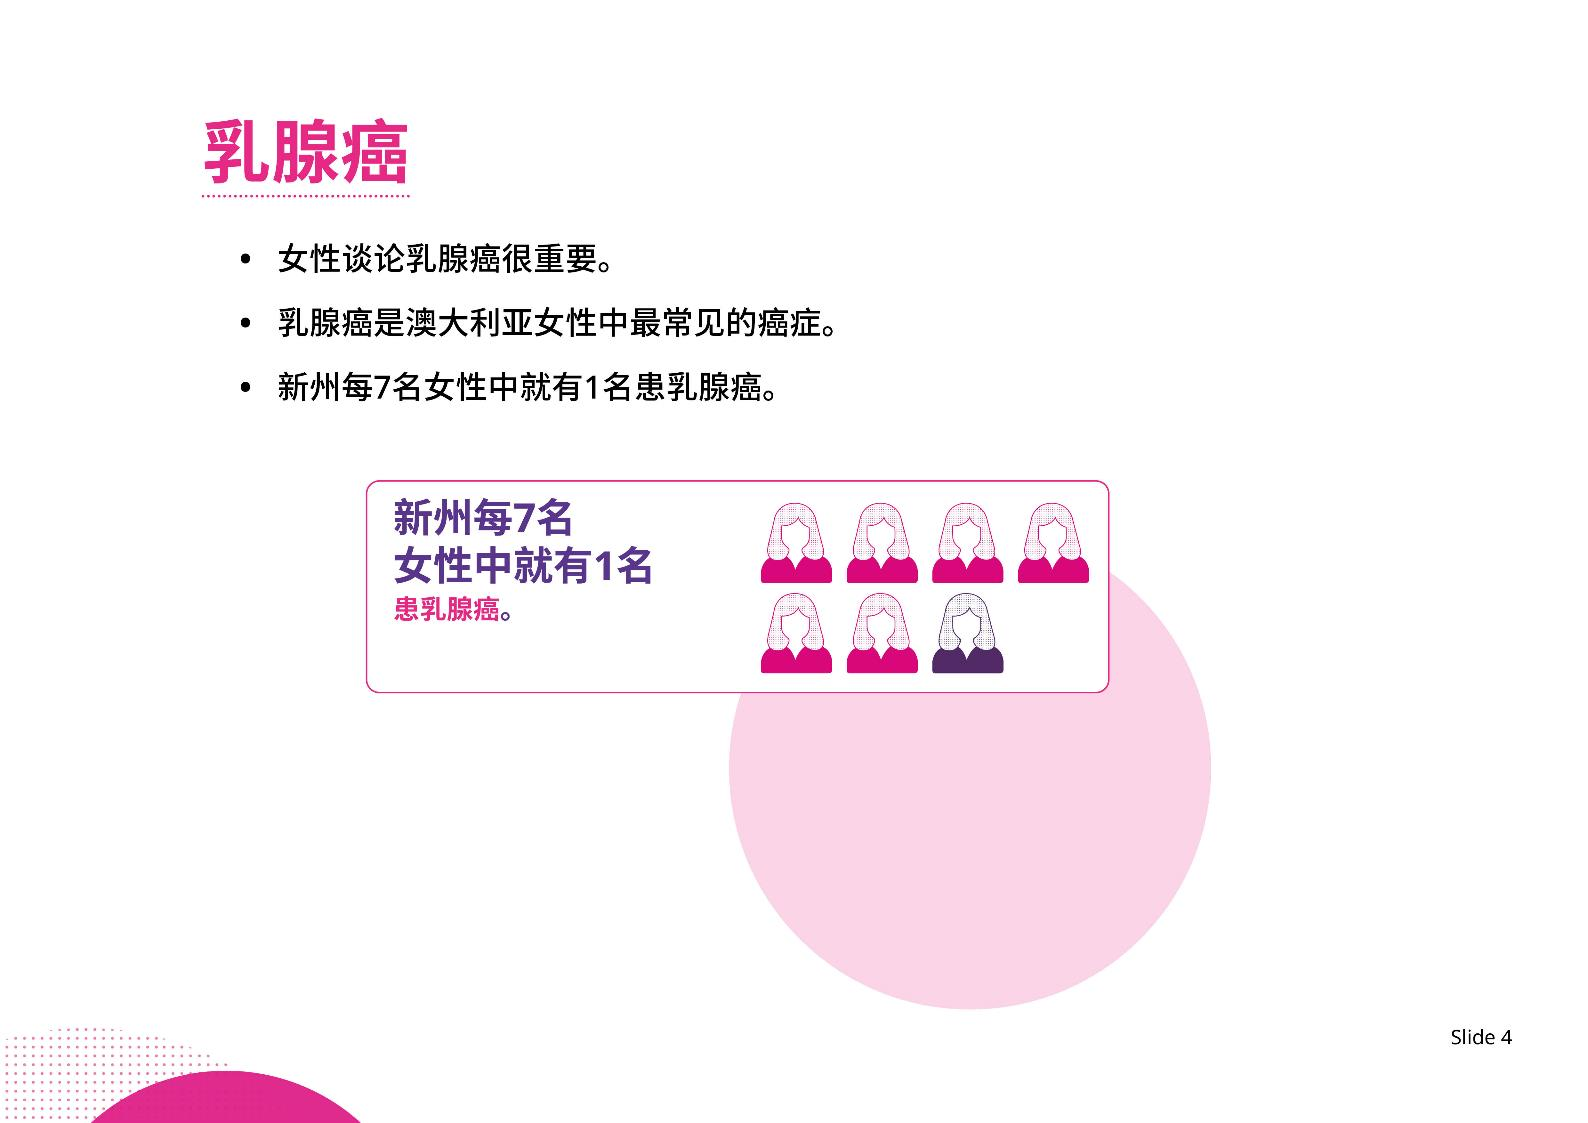 乳腺癌
• 女性谈论乳腺癌很重要。
• 乳腺癌是澳大利亚女性中最常见的癌症。
• 新州每7名女性中就有1名患乳腺癌。
新州每7名
女性中就有1名
患乳腺癌。
Slide 4